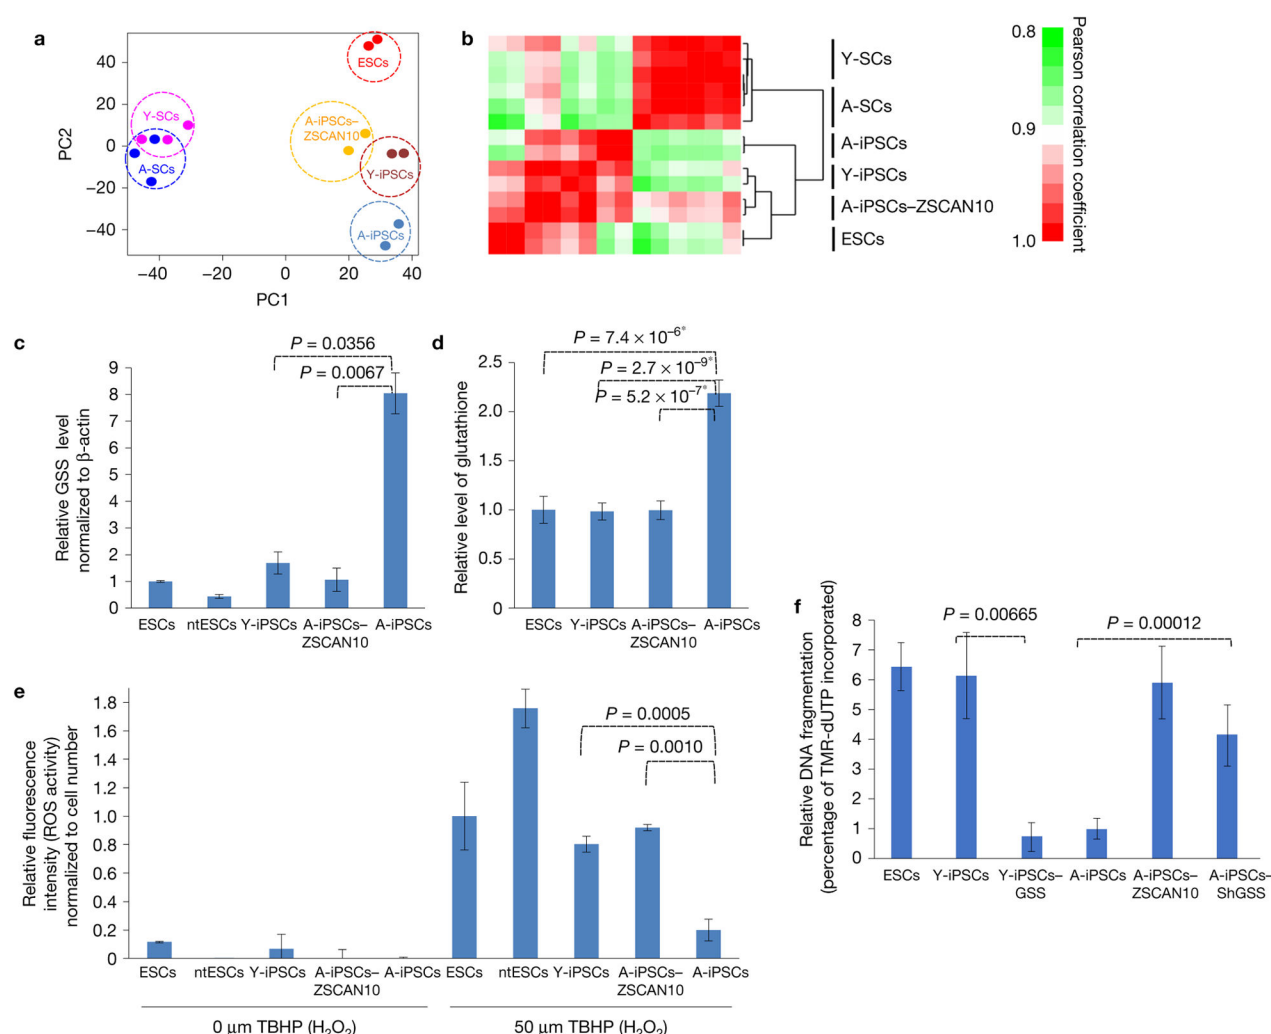 a
PC2
40
20
0
−20
−40
ESCs
Y-SCs
A-SCs
A-iPSCs–
ZSCAN10
Y-iPSCs
A-iPSCs
−40
−20
0
20
40
PC1
b
Y-SCs
A-SCs
A-iPSCs
Y-iPSCs
A-iPSCs–ZSCAN10
ESCs
0.8
0.9
1.0
Pearson correlation coefficient
c
Relative GSS level
normalized to β-actin
9
8
7
6
5
4
3
2
1
0
P = 0.0356
P = 0.0067
ESCs
ntESCs
Y-iPSCs
A-iPSCs–
ZSCAN10
A-iPSCs
d
Relative level of glutathione
2.5
2.0
1.5
1.0
0.5
0
P = 7.4 × 10⁻⁶*
P = 2.7 × 10⁻⁹*
P = 5.2 × 10⁻⁷*
ESCs
Y-iPSCs
A-iPSCs–
ZSCAN10
A-iPSCs
e
Relative fluorescence
intensity (ROS activity)
normalized to cell number
1.8
1.6
1.4
1.2
1.0
0.8
0.6
0.4
0.2
0
P = 0.0005
P = 0.0010
ESCs
ntESCs
Y-iPSCs
A-iPSCs–
ZSCAN10
A-iPSCs
ESCs
ntESCs
Y-iPSCs
A-iPSCs–
ZSCAN10
A-iPSCs
0 μm TBHP (H₂O₂)
50 μm TBHP (H₂O₂)
f
Relative DNA fragmentation
(percentage of TMR-dUTP incorporated)
8
7
6
5
4
3
2
1
0
P = 0.00665
P = 0.00012
ESCs
Y-iPSCs
Y-iPSCs–
GSS
A-iPSCs
A-iPSCs–
ZSCAN10
A-iPSCs–
ShGSS